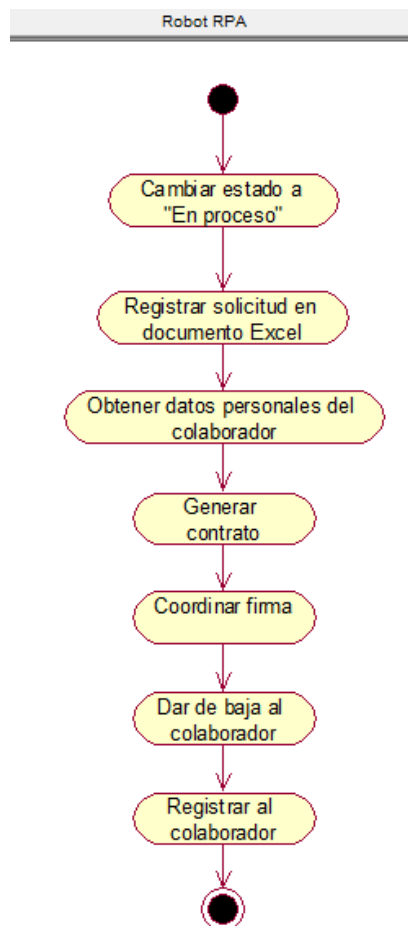 Robot RPA
Cambiar estado a
"En proceso"
Registrar solicitud en
documento Excel
Obtener datos personales del
colaborador
Generar
contrato
Coordinar firma
Dar de baja al
colaborador
Registrar al
colaborador